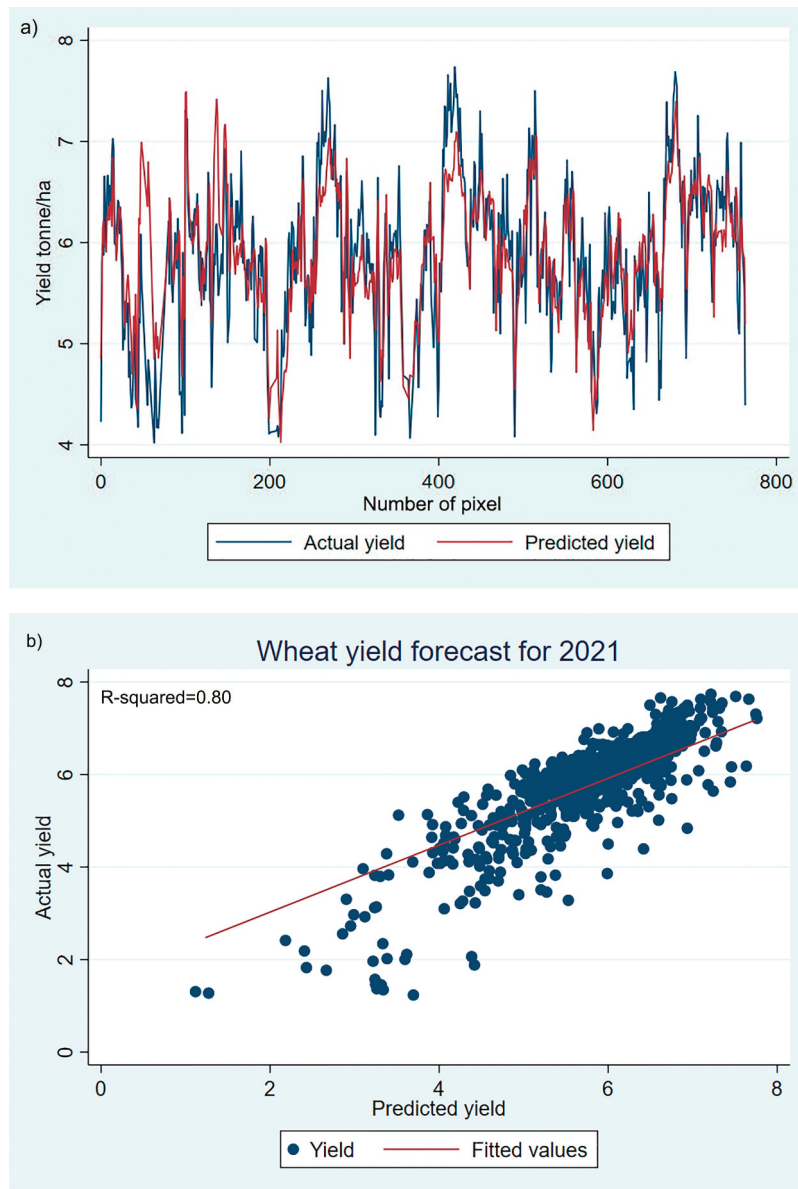 a)
8
7
6
5
4
Yield tonne/ha
0 200 400 600 800
Number of pixel
Actual yield Predicted yield
b)
Wheat yield forecast for 2021
R-squared=0.80
8
6
4
2
0
Actual yield
0 2 4 6 8
Predicted yield
Yield Fitted values